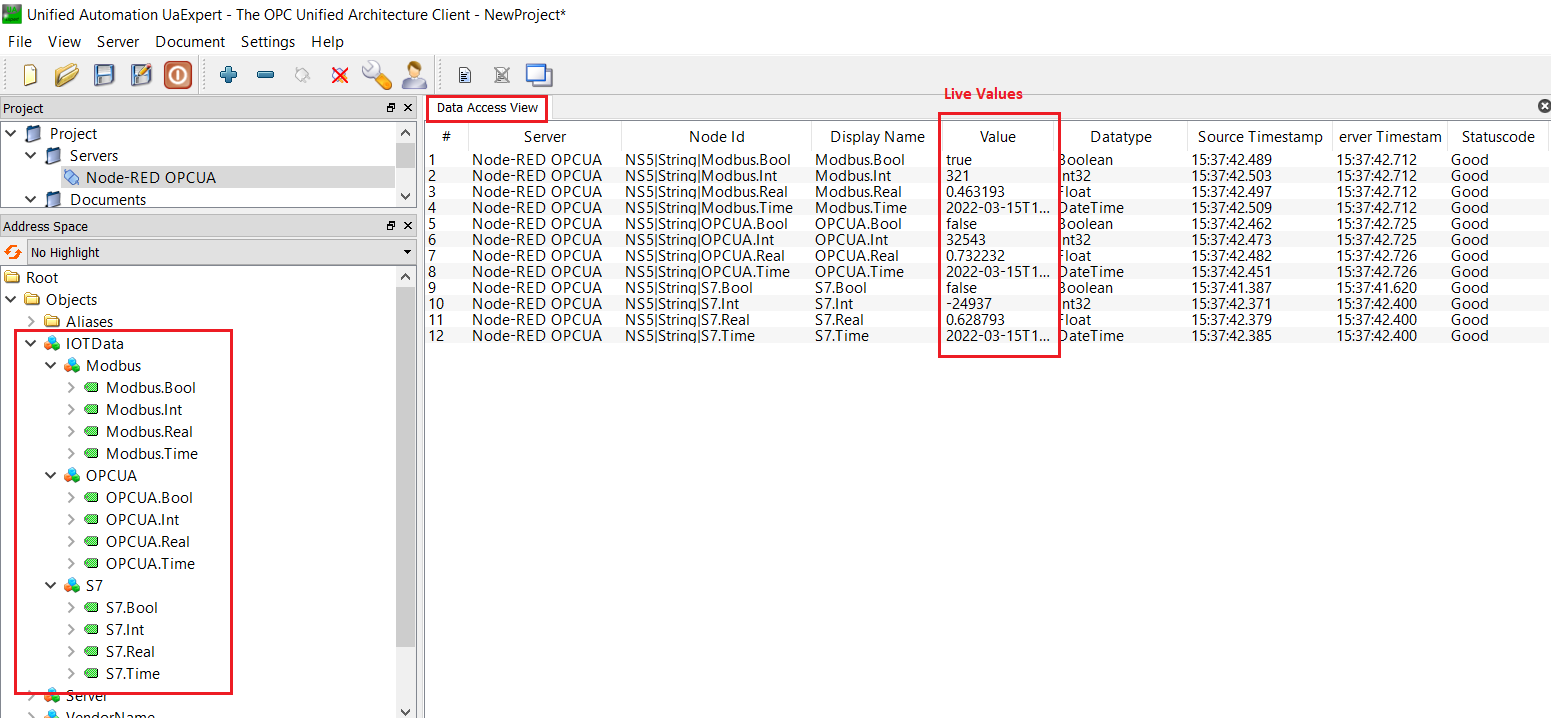 Unified Automation UaExpert - The OPC Unified Architecture Client - NewProject*
File View Server Document Settings Help
Project
Project
Servers
Node-RED OPCUA
Documents
Address Space
No Highlight
Root
Objects
Aliases
IOTData
Modbus
Modbus.Bool
Modbus.Int
Modbus.Real
Modbus.Time
OPCUA
OPCUA.Bool
OPCUA.Int
OPCUA.Real
OPCUA.Time
S7
S7.Bool
S7.Int
S7.Real
S7.Time
Server
VendorName
Live Values
Data Access View
# Server Node Id Display Name Value Datatype Source Timestamp erver Timestam Statuscode
1 Node-RED OPCUA NS5|String|Modbus.Bool Modbus.Bool true Boolean 15:37:42.489 15:37:42.712 Good
2 Node-RED OPCUA NS5|String|Modbus.Int Modbus.Int 321 Int32 15:37:42.503 15:37:42.712 Good
3 Node-RED OPCUA NS5|String|Modbus.Real Modbus.Real 0.463193 Float 15:37:42.497 15:37:42.712 Good
4 Node-RED OPCUA NS5|String|Modbus.Time Modbus.Time 2022-03-15T1... DateTime 15:37:42.509 15:37:42.712 Good
5 Node-RED OPCUA NS5|String|OPCUA.Bool OPCUA.Bool false Boolean 15:37:42.462 15:37:42.725 Good
6 Node-RED OPCUA NS5|String|OPCUA.Int OPCUA.Int 32543 Int32 15:37:42.473 15:37:42.725 Good
7 Node-RED OPCUA NS5|String|OPCUA.Real OPCUA.Real 0.732232 Float 15:37:42.482 15:37:42.726 Good
8 Node-RED OPCUA NS5|String|OPCUA.Time OPCUA.Time 2022-03-15T1... DateTime 15:37:42.451 15:37:42.726 Good
9 Node-RED OPCUA NS5|String|S7.Bool S7.Bool false Boolean 15:37:41.387 15:37:41.620 Good
10 Node-RED OPCUA NS5|String|S7.Int S7.Int -24937 Int32 15:37:42.371 15:37:42.400 Good
11 Node-RED OPCUA NS5|String|S7.Real S7.Real 0.628793 Float 15:37:42.379 15:37:42.400 Good
12 Node-RED OPCUA NS5|String|S7.Time S7.Time 2022-03-15T1... DateTime 15:37:42.385 15:37:42.400 Good